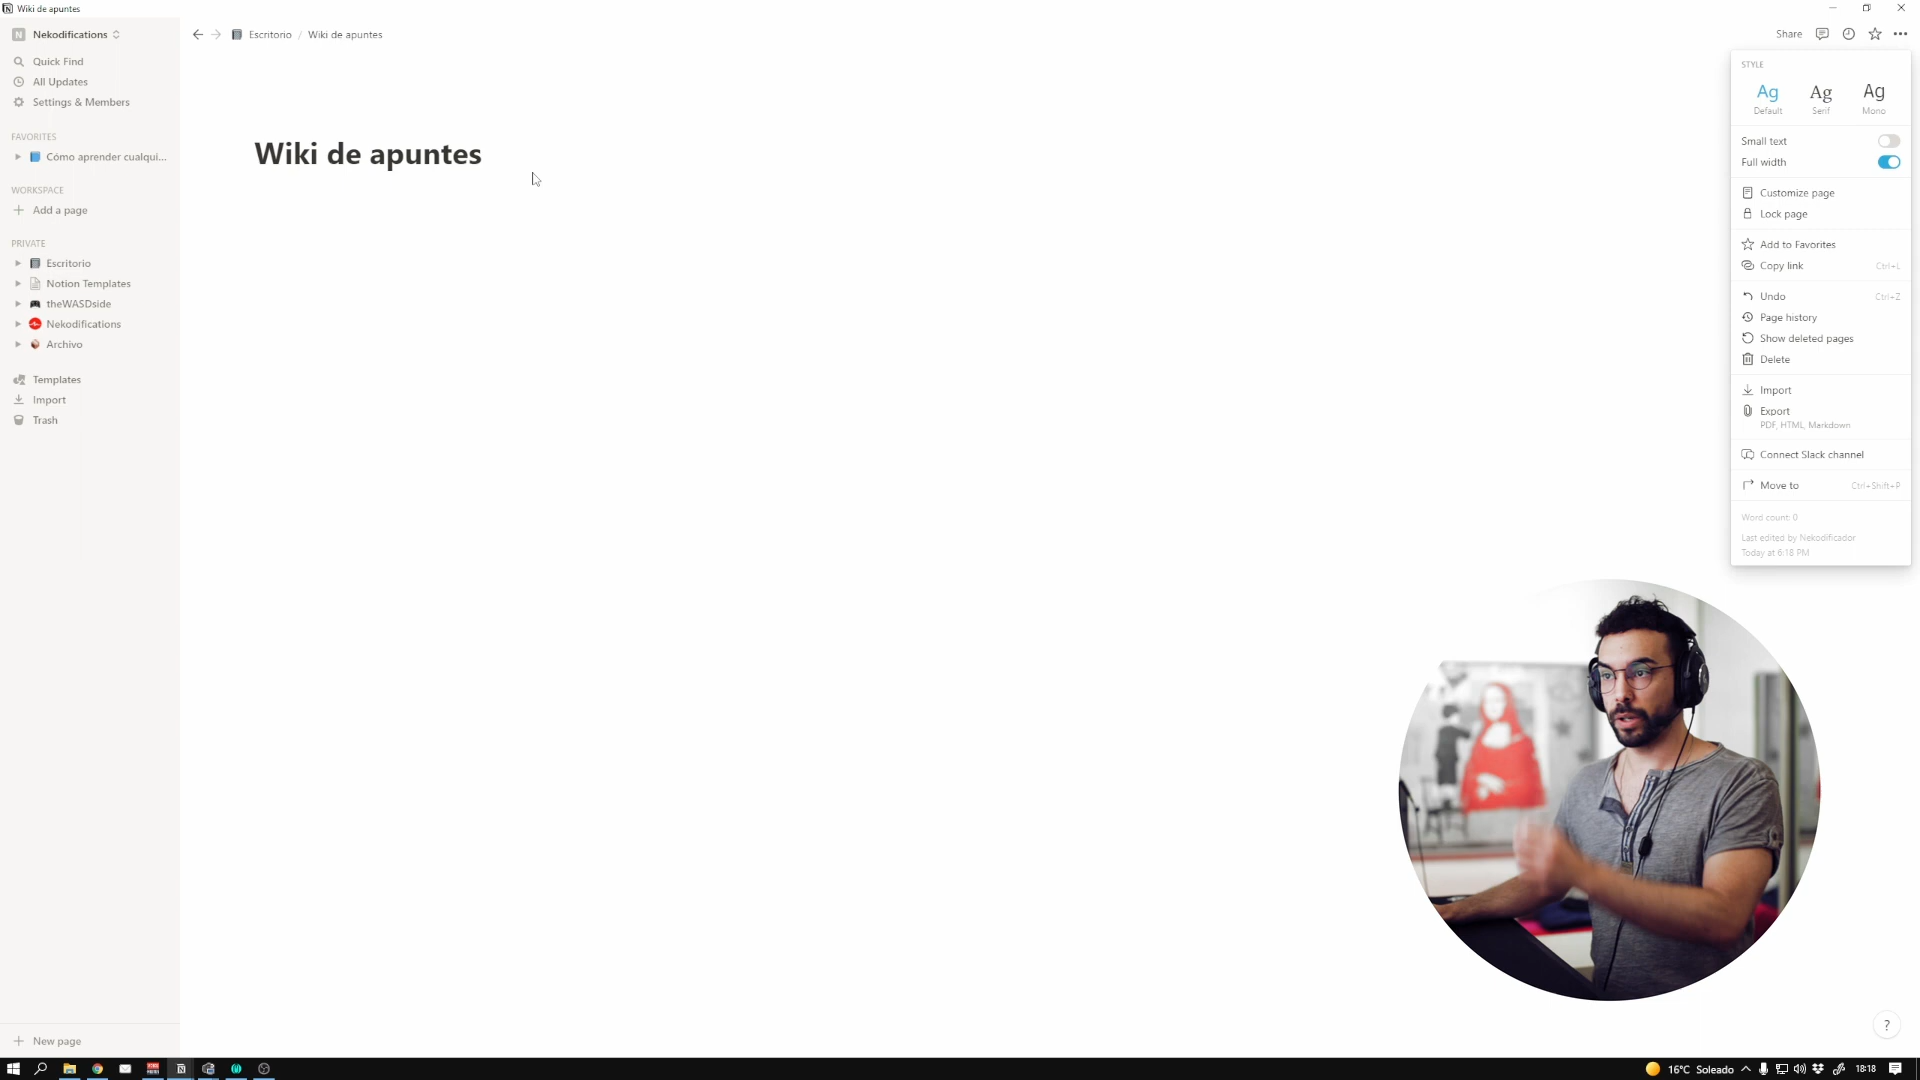 Wiki de apuntes
Nekodifications
Escritorio / Wiki de apuntes
Share
Quick Find
All Updates
Settings & Members
FAVORITES
Cómo aprender cualqui...
WORKSPACE
Add a page
PRIVATE
Escritorio
Notion Templates
theWASDside
Nekodifications
Archivo
Templates
Import
Trash
New page
Wiki de apuntes
STYLE
Ag Ag Ag
Default Serif Mono
Small text
Full width
Customize page
Lock page
Add to Favorites
Copy link Ctrl+L
Undo Ctrl+Z
Page history
Show deleted pages
Delete
Import
Export
PDF, HTML, Markdown
Connect Slack channel
Move to Ctrl+Shift+P
Word count: 0
Last edited by Nekodificador
Today at 6:18 PM
?
16°C Soleado 18:18